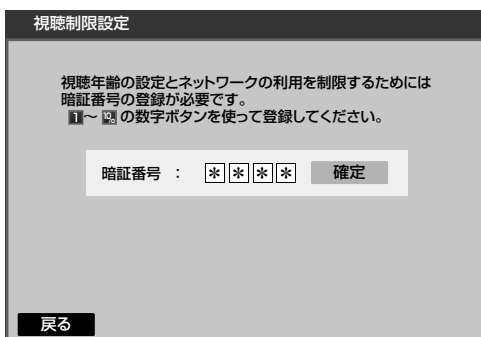 視聴制限設定
視聴年齢の設定とネットワークの利用を制限するためには
暗証番号の登録が必要です。
1～10 の数字ボタンを使って登録してください。
暗証番号 ： ＊＊＊＊ 確定
戻る